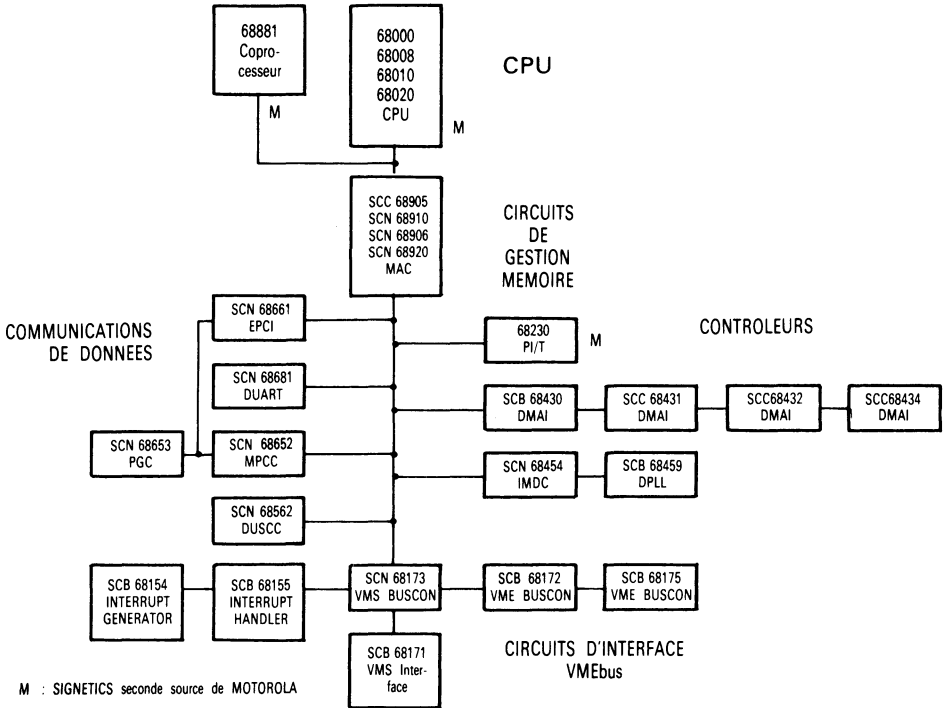 68881
Copro-
cesseur
M
68000
68008
68010
68020
CPU
M
CPU
SCC 68905
SCN 68910
SCN 68906
SCN 68920
MAC
CIRCUITS
DE
GESTION
MEMOIRE
COMMUNICATIONS
DE DONNEES
SCN 68661
EPCI
68230
PI/T
M
CONTROLEURS
SCN 68681
DUART
SCB 68430
DMAI
SCC 68431
DMAI
SCC68432
DMAI
SCC68434
DMAI
SCN 68653
PGC
SCN 68652
MPCC
SCN 68454
IMDC
SCB 68459
DPLL
SCN 68562
DUSCC
SCB 68154
INTERRUPT
GENERATOR
SCB 68155
INTERRUPT
HANDLER
SCN 68173
VMS BUSCON
SCB 68172
VME BUSCON
SCB 68175
VME BUSCON
SCB 68171
VMS Inter-
face
CIRCUITS D'INTERFACE
VMEbus
M : SIGNETICS seconde source de MOTOROLA